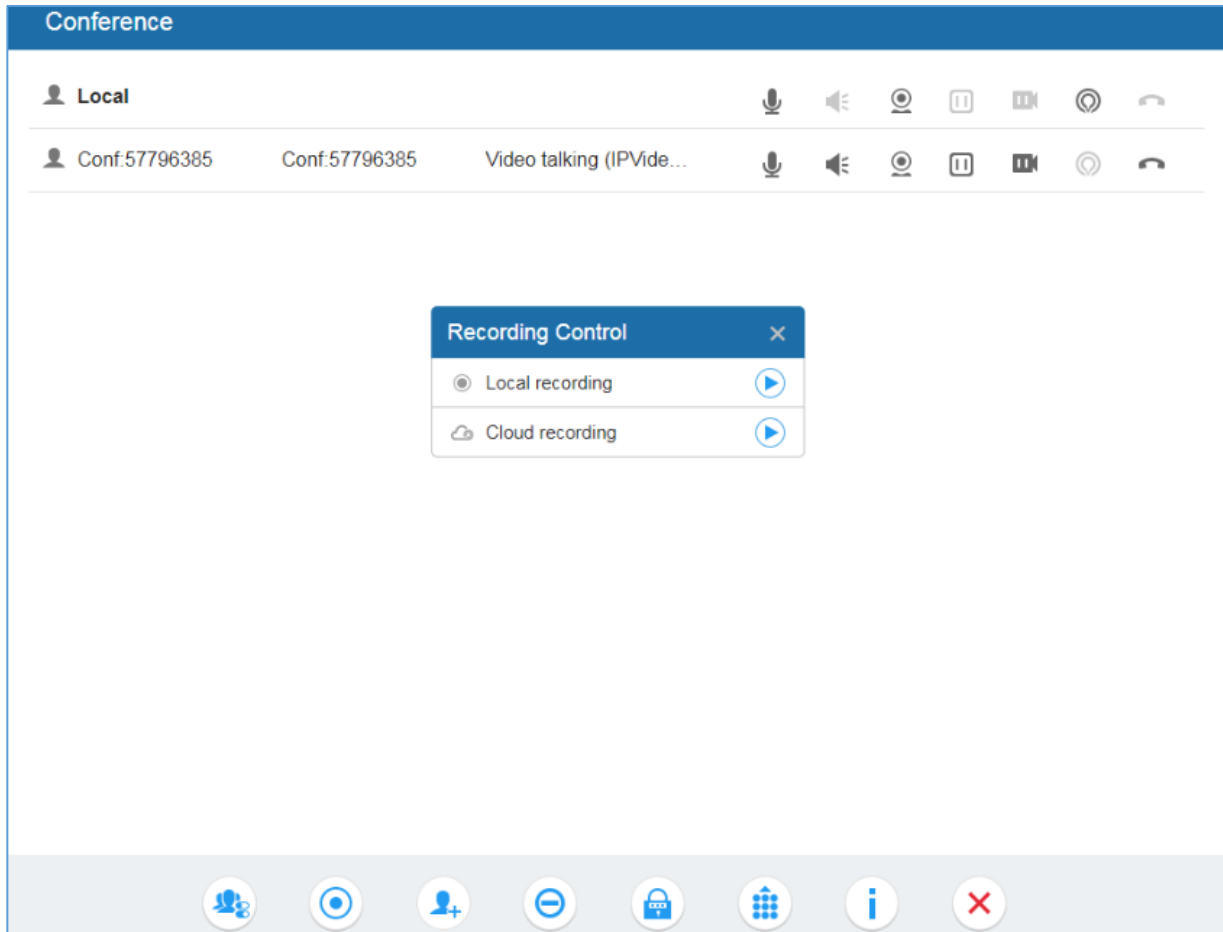 Conference
Local
Conf:57796385 Conf:57796385 Video talking (IPVide...
Recording Control
Local recording
Cloud recording